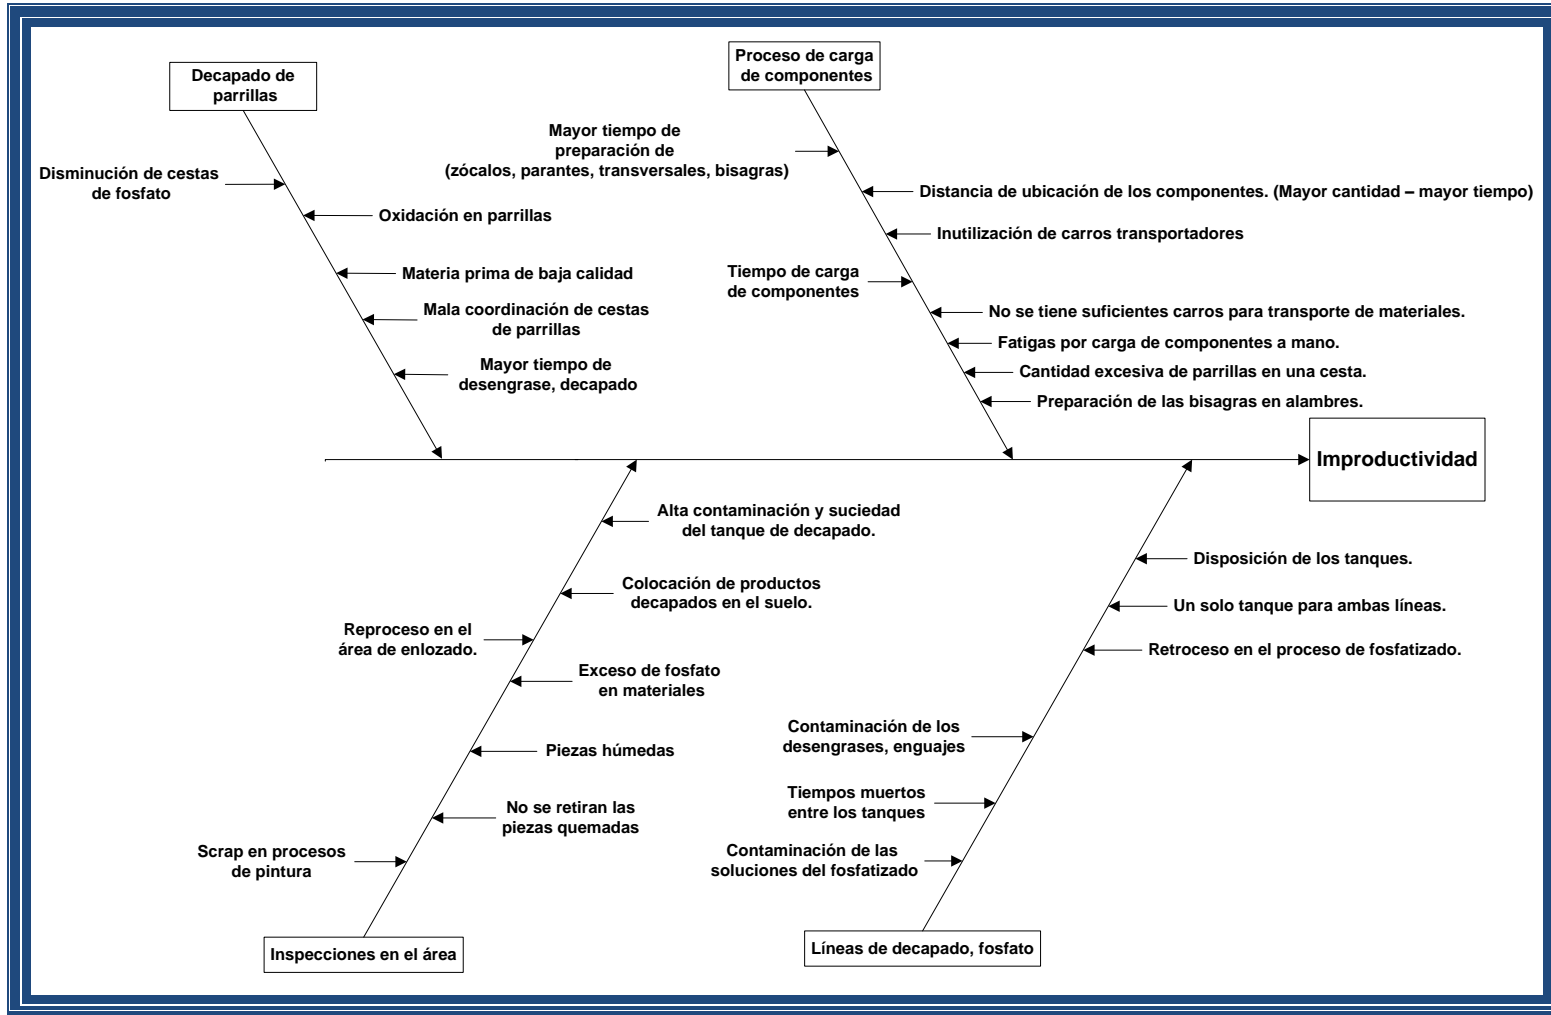 Decapado de
parrillas
Disminución de cestas
de fosfato
Oxidación en parrillas
Materia prima de baja calidad
Mala coordinación de cestas
de parrillas
Mayor tiempo de
desengrase, decapado
Proceso de carga
de componentes
Mayor tiempo de
preparación de
(zócalos, parantes, transversales, bisagras)
Distancia de ubicación de los componentes. (Mayor cantidad – mayor tiempo)
Inutilización de carros transportadores
Tiempo de carga
de componentes
No se tiene suficientes carros para transporte de materiales.
Fatigas por carga de componentes a mano.
Cantidad excesiva de parrillas en una cesta.
Preparación de las bisagras en alambres.
Improductividad
Alta contaminación y suciedad
del tanque de decapado.
Colocación de productos
decapados en el suelo.
Reproceso en el
área de enlozado.
Exceso de fosfato
en materiales
Piezas húmedas
No se retiran las
piezas quemadas
Scrap en procesos
de pintura
Inspecciones en el área
Disposición de los tanques.
Un solo tanque para ambas líneas.
Retroceso en el proceso de fosfatizado.
Contaminación de los
desengrases, enguajes
Tiempos muertos
entre los tanques
Contaminación de las
soluciones del fosfatizado
Líneas de decapado, fosfato